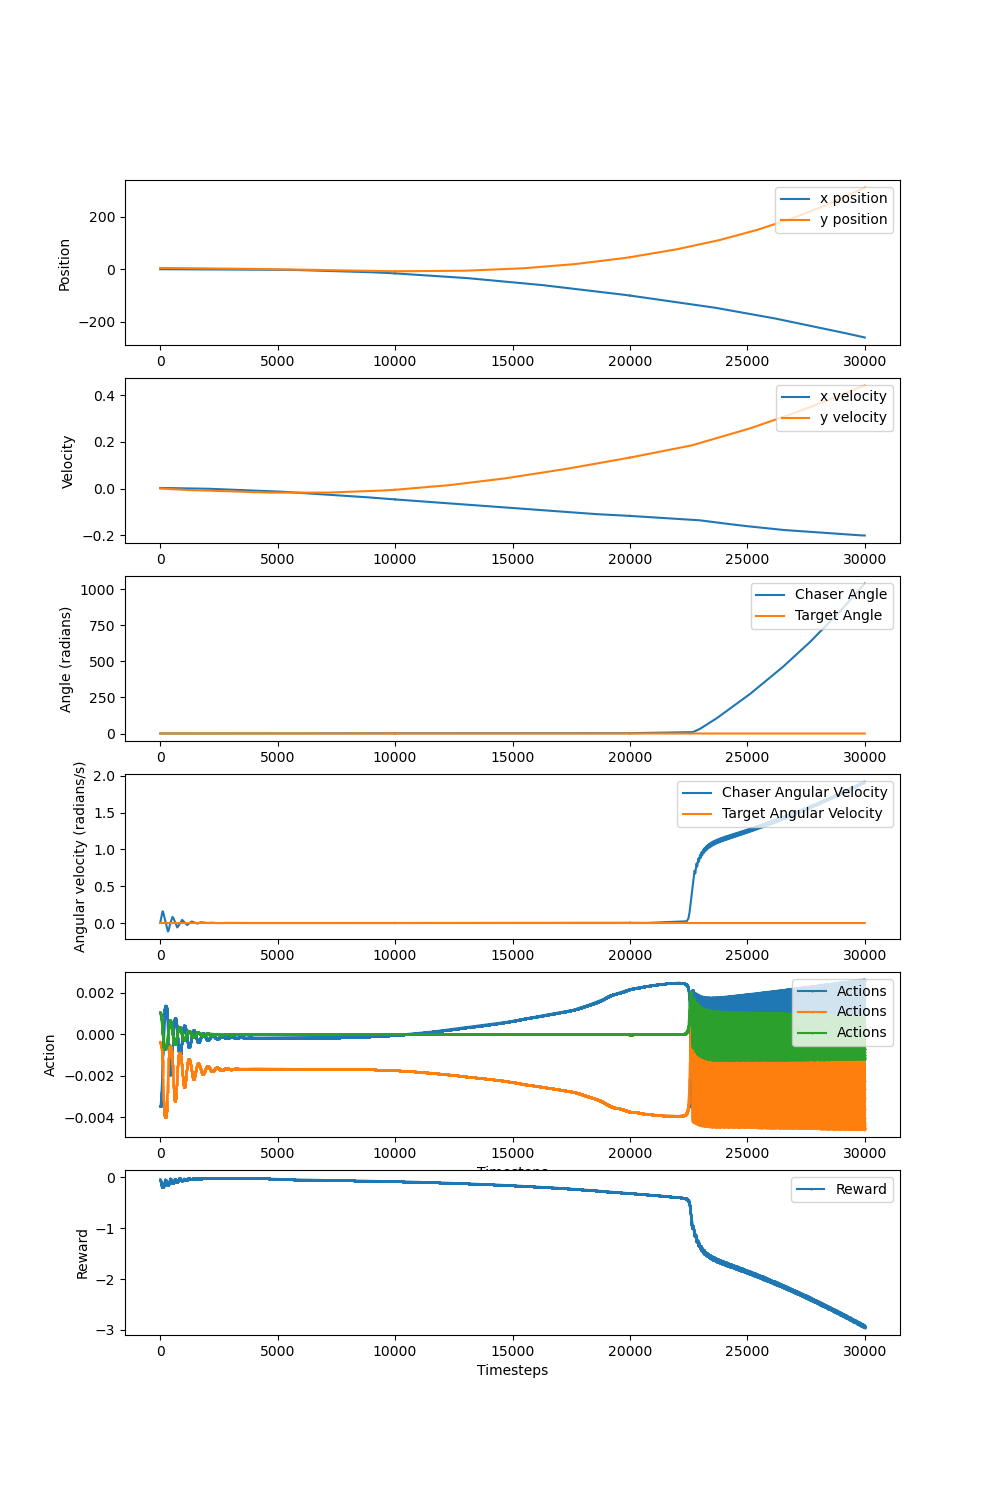 Position
200
0
−200
x position
y position
0 5000 10000 15000 20000 25000 30000
Velocity
0.4
0.2
0.0
−0.2
x velocity
y velocity
0 5000 10000 15000 20000 25000 30000
Angle (radians)
1000
750
500
250
0
Chaser Angle
Target Angle
0 5000 10000 15000 20000 25000 30000
Angular velocity (radians/s)
2.0
1.5
1.0
0.5
0.0
Chaser Angular Velocity
Target Angular Velocity
0 5000 10000 15000 20000 25000 30000
Action
0.002
0.000
−0.002
−0.004
Actions
Actions
Actions
0 5000 10000 15000 20000 25000 30000
Timesteps
Reward
0
−1
−2
−3
Reward
0 5000 10000 15000 20000 25000 30000
Timesteps